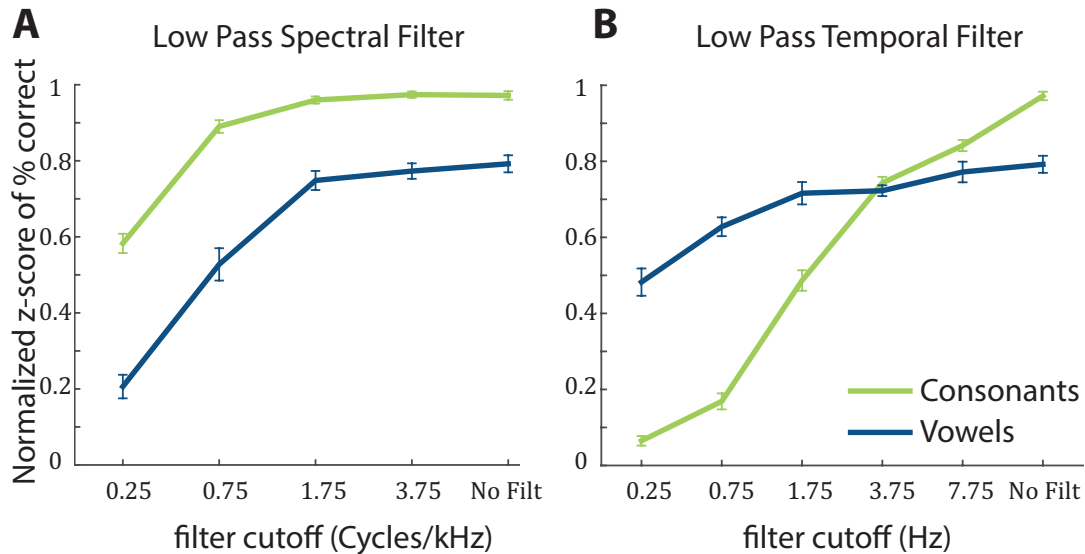 A
Low Pass Spectral Filter
Normalized z-score of % correct
1
0.8
0.6
0.4
0.2
0
0.25 0.75 1.75 3.75 No Filt
filter cutoff (Cycles/kHz)
B
Low Pass Temporal Filter
1
0.8
0.6
0.4
0.2
0
Consonants
Vowels
0.25 0.75 1.75 3.75 7.75 No Filt
filter cutoff (Hz)